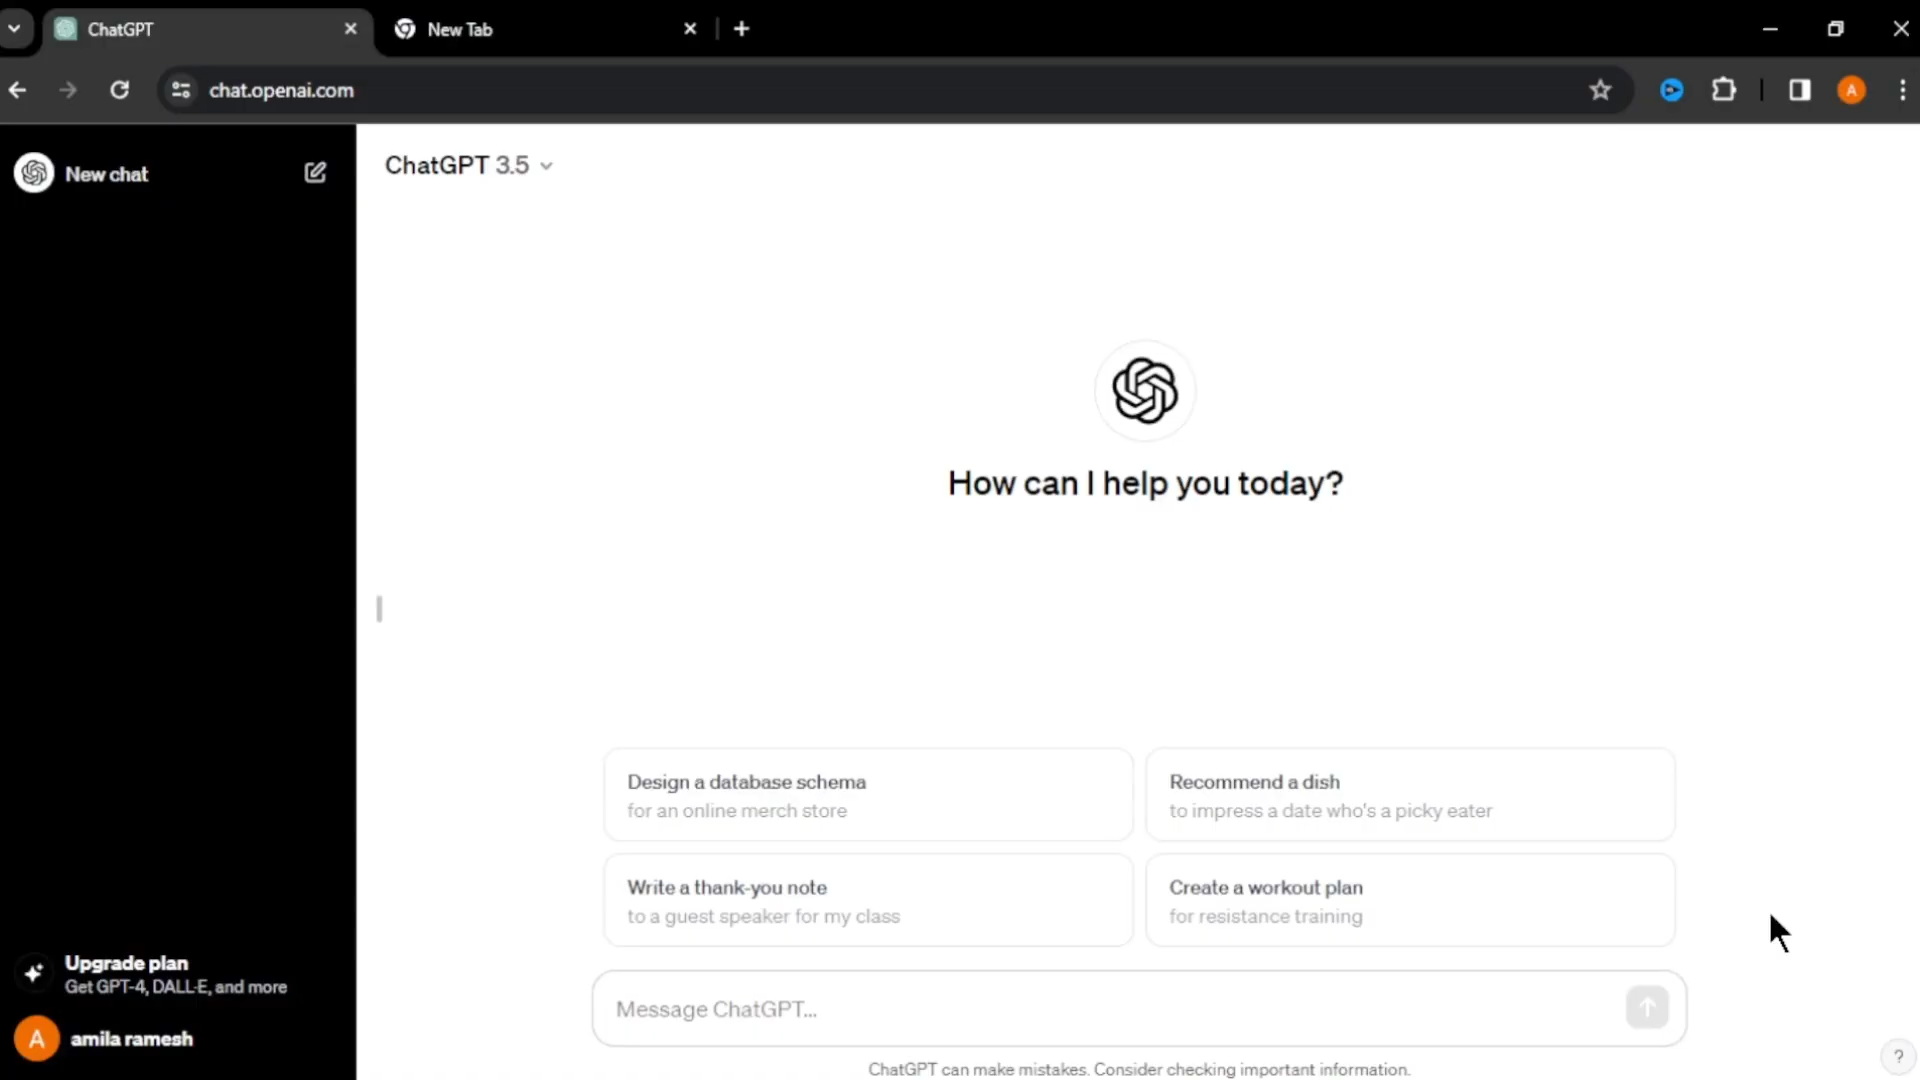 ChatGPT
New Tab
chat.openai.com
A
New chat
ChatGPT 3.5
How can I help you today?
Design a database schema
for an online merch store
Recommend a dish
to impress a date who's a picky eater
Write a thank-you note
to a guest speaker for my class
Create a workout plan
for resistance training
Upgrade plan
Get GPT-4, DALL·E, and more
A
amila ramesh
Message ChatGPT...
ChatGPT can make mistakes. Consider checking important information.
?